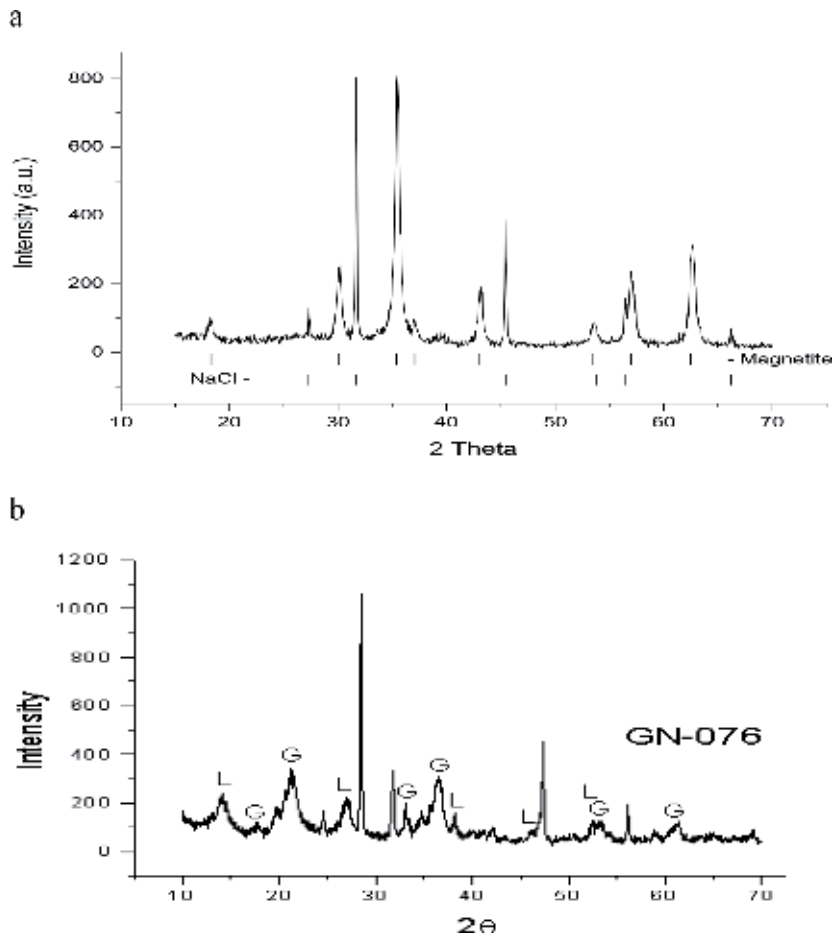 a
800
600
400
200
0
Intensity (a.u.)
- Magnetite
NaCl -
10 20 30 40 50 60 70
2 Theta
b
1200
1000
800
600
400
200
0
Intensity
GN-076
L G G L G G L L L G G
10 20 30 40 50 60 70
2Θ